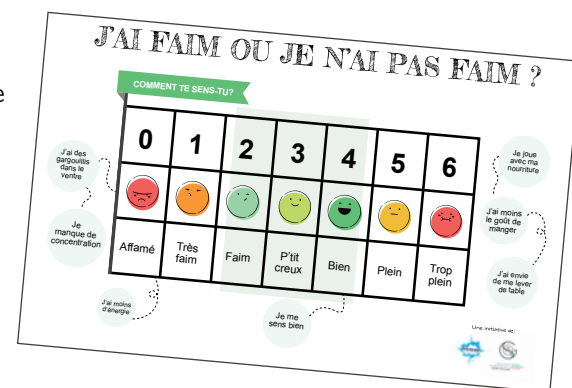 e
J'AI FAIM OU JE N'AI PAS FAIM ?
COMMENT TE SENS-TU?
0 1 2 3 4 5 6
Affamé
Très
faim
Faim
P'tit
creux
Bien
Plein
Trop
plein
J'ai des
gargouillis
dans le
ventre
Je
manque de
concentration
J'ai moins
d'énergie
Je me
sens bien
Je joue
avec ma
nourriture
J'ai moins
le goût de
manger
J'ai envie
de me lever
de table
Une initiative de: